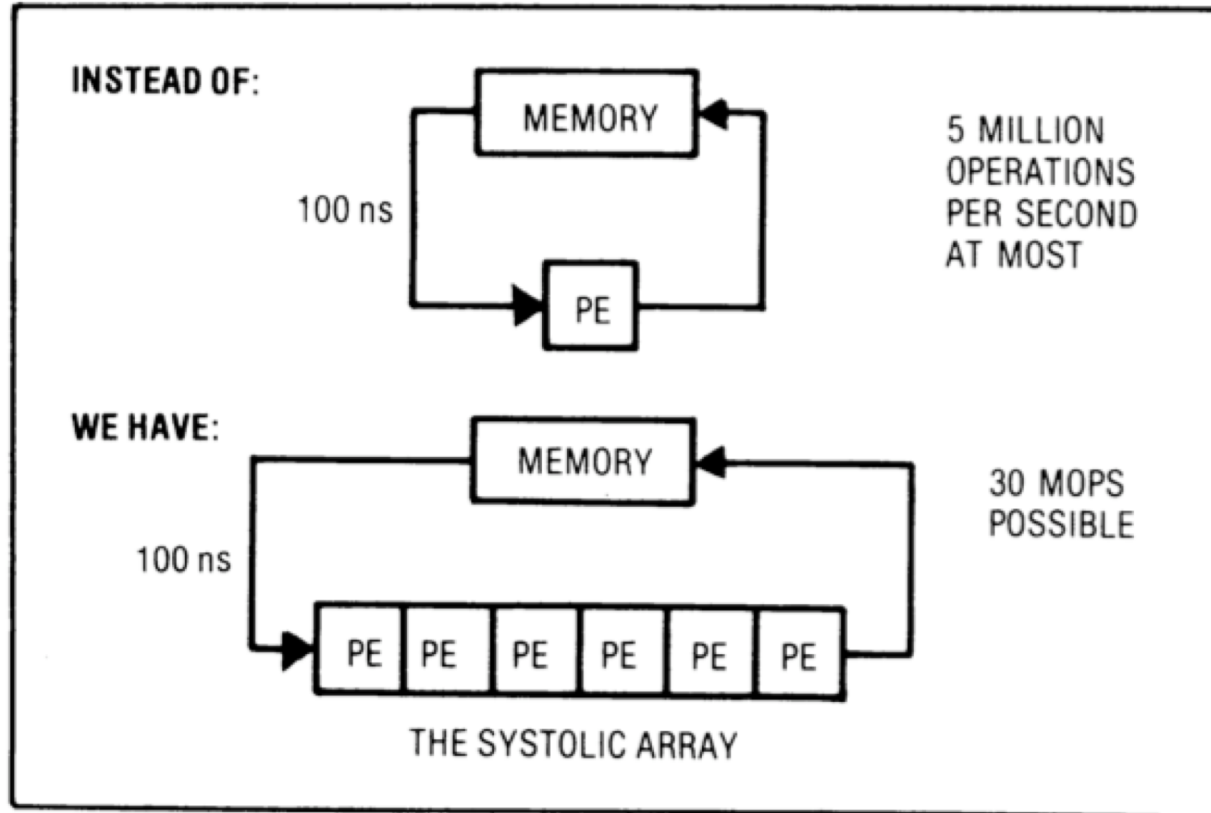 INSTEAD OF:
MEMORY
5 MILLION
OPERATIONS
PER SECOND
AT MOST
100 ns
PE
WE HAVE:
MEMORY
30 MOPS
POSSIBLE
100 ns
PE PE PE PE PE PE
THE SYSTOLIC ARRAY